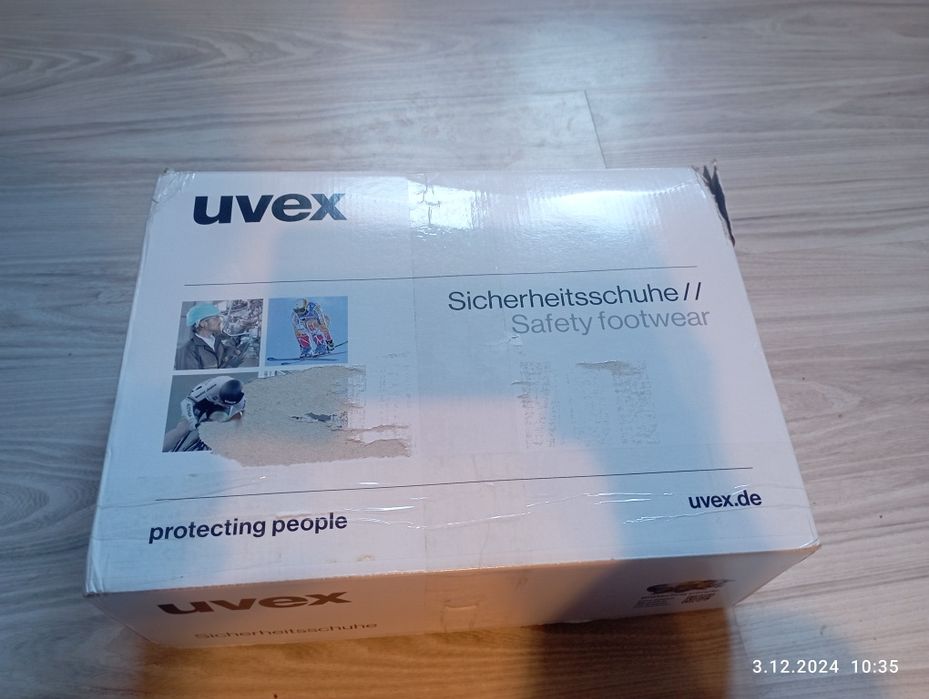 uvex
Sicherheitsschuhe//
Safety footwear
uvex.de
protecting people
uvex
Sicherheitsschuhe
3.12.2024 10:35